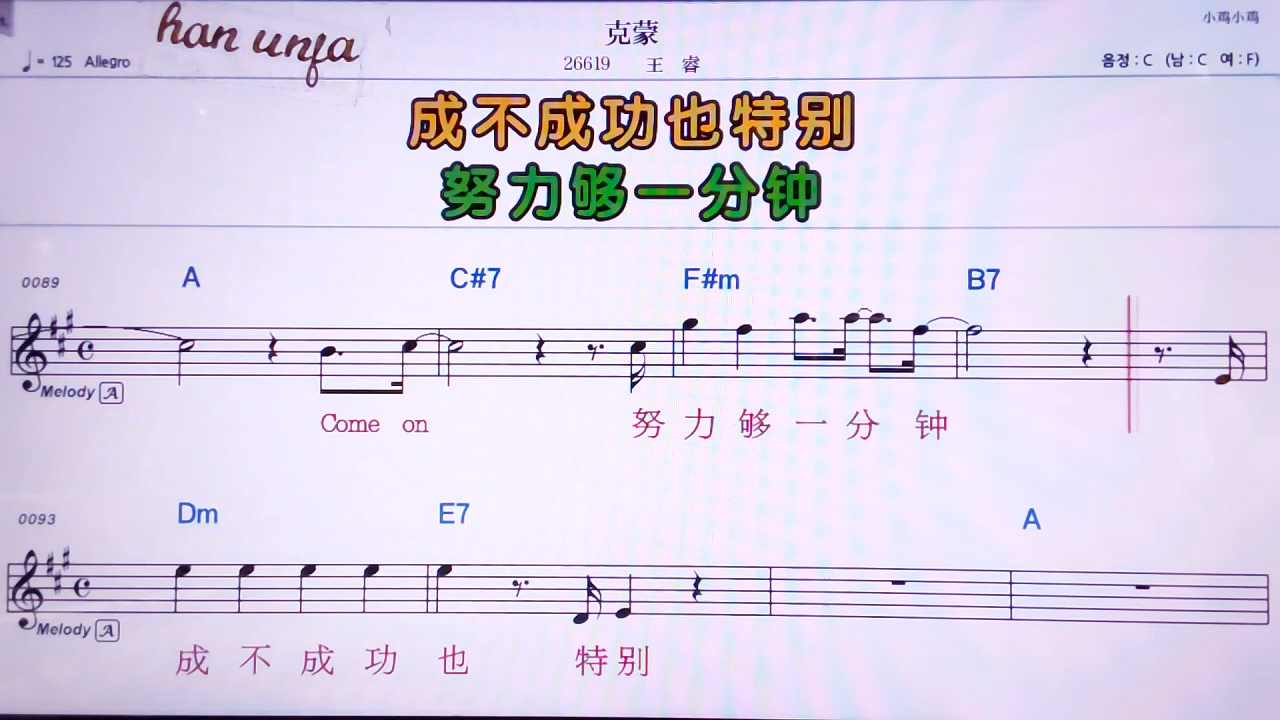 han unfa
克蒙
小鸡小鸡
♩= 125 Allegro
26619 王 睿
음정 : C (남 : C 여 : F)
成不成功也特别
努力够一分钟
0089 A C#7 F#m B7
Melody A
Come on 努 力 够 一 分 钟
0093 Dm E7 A
Melody A
成 不 成 功 也 特 别